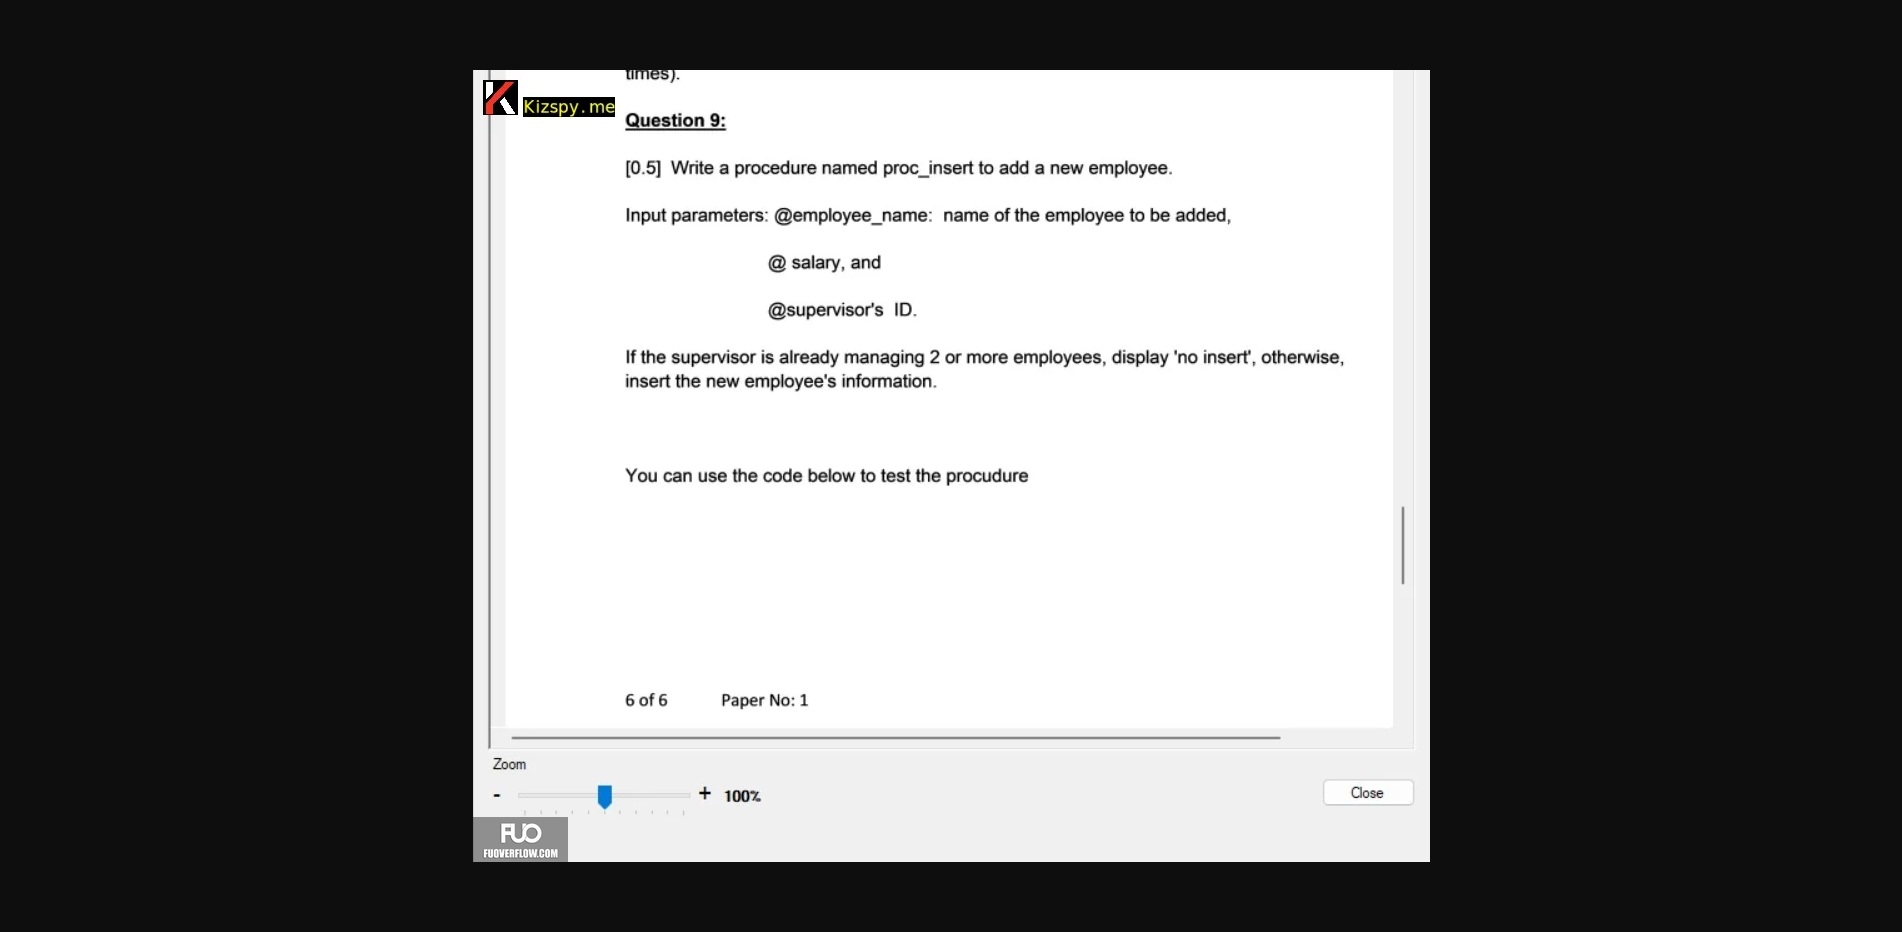 times).
Kizspy.me
Question 9:
[0.5] Write a procedure named proc_insert to add a new employee.
Input parameters: @employee_name: name of the employee to be added,
@ salary, and
@supervisor's ID.
If the supervisor is already managing 2 or more employees, display 'no insert', otherwise,
insert the new employee's information.
You can use the code below to test the procudure
6 of 6 Paper No: 1
Zoom
- + 100%
Close
FUO
FUOVERFLOW.COM